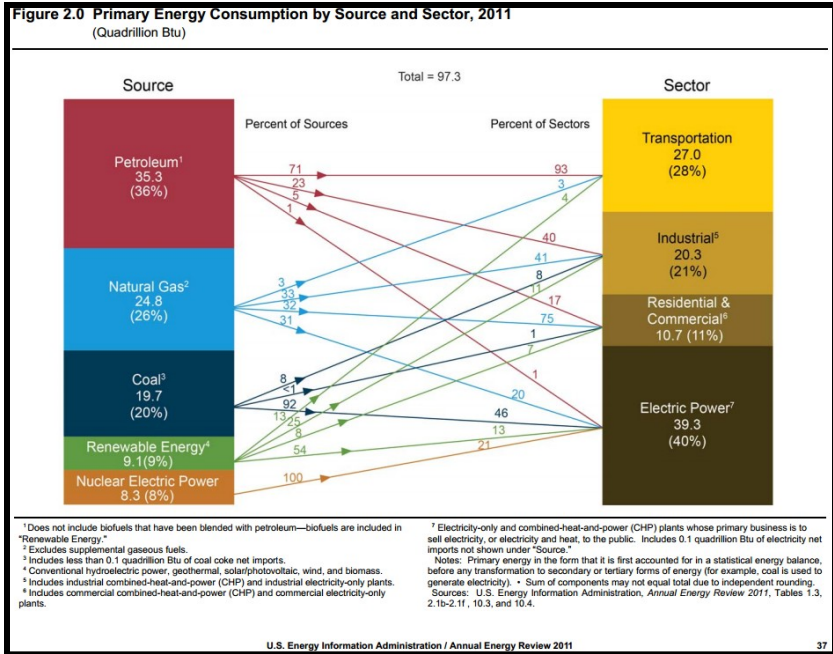 Figure 2.0 Primary Energy Consumption by Source and Sector, 2011
(Quadrillion Btu)
Total = 97.3
Source
Sector
Percent of Sources
Percent of Sectors
Petroleum¹
35.3
(36%)
Natural Gas²
24.8
(26%)
Coal³
19.7
(20%)
Renewable Energy⁴
9.1(9%)
Nuclear Electric Power
8.3 (8%)
71
23
5
1
3
33
32
31
8
<1
92
13
25
8
54
100
93
3
4
40
41
8
11
17
75
1
7
1
20
46
13
21
Transportation
27.0
(28%)
Industrial⁵
20.3
(21%)
Residential &
Commercial⁶
10.7 (11%)
Electric Power⁷
39.3
(40%)
¹ Does not include biofuels that have been blended with petroleum—biofuels are included in
"Renewable Energy."
² Excludes supplemental gaseous fuels.
³ Includes less than 0.1 quadrillion Btu of coal coke net imports.
⁴ Conventional hydroelectric power, geothermal, solar/photovoltaic, wind, and biomass.
⁵ Includes industrial combined-heat-and-power (CHP) and industrial electricity-only plants.
⁶ Includes commercial combined-heat-and-power (CHP) and commercial electricity-only
plants.
⁷ Electricity-only and combined-heat-and-power (CHP) plants whose primary business is to
sell electricity, or electricity and heat, to the public. Includes 0.1 quadrillion Btu of electricity net
imports not shown under "Source."
Notes: Primary energy in the form that it is first accounted for in a statistical energy balance,
before any transformation to secondary or tertiary forms of energy (for example, coal is used to
generate electricity). • Sum of components may not equal total due to independent rounding.
Sources: U.S. Energy Information Administration, Annual Energy Review 2011, Tables 1.3,
2.1b-2.1f , 10.3, and 10.4.
U.S. Energy Information Administration / Annual Energy Review 2011
37